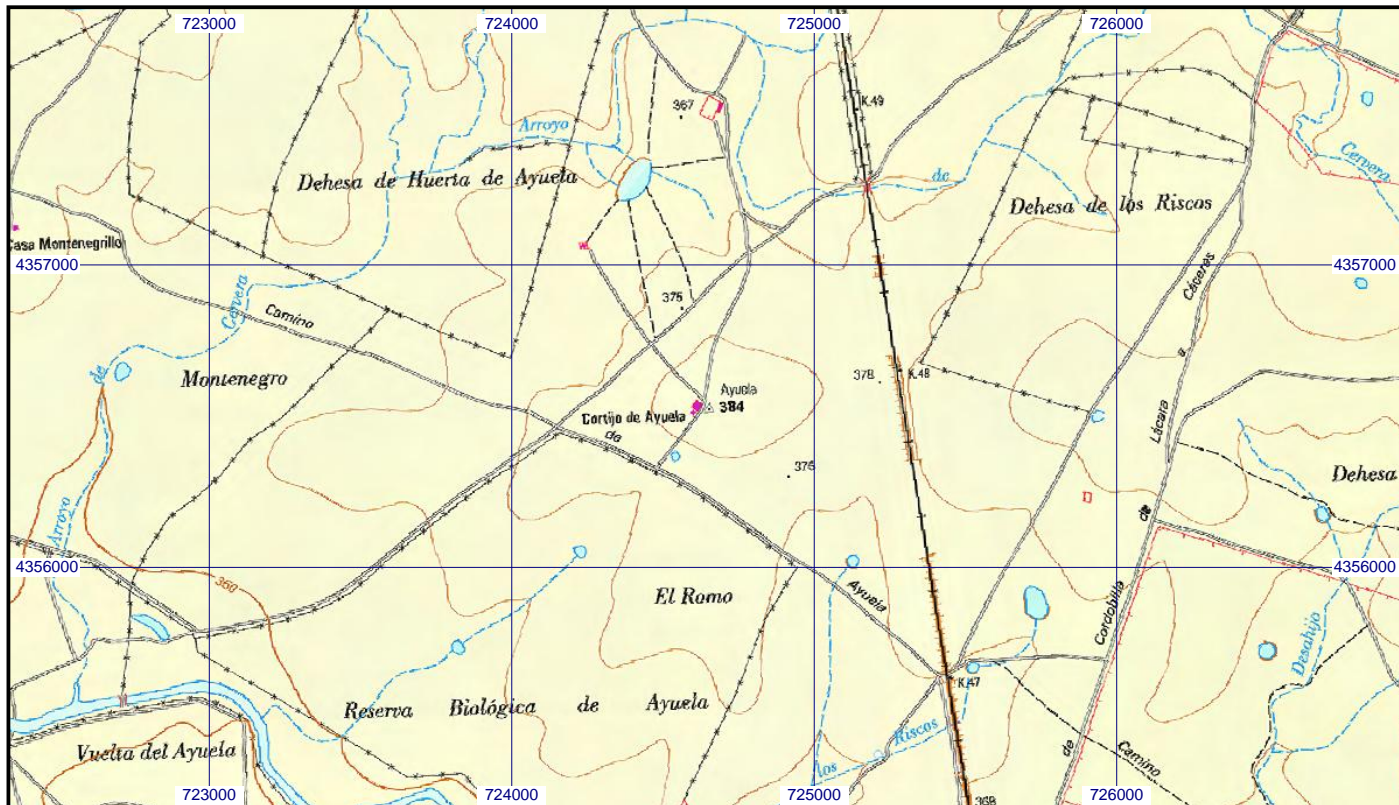 723000
724000
725000
726000
K.49
367
Arroyo
Cervera
de
Dehesa de Huerta de Ayuela
Dehesa de los Riscos
Casa Montenegrillo
4357000
4357000
Cáceres
Cervera
375
Camino
a
de
Montenegro
378
K.48
Ayuela
384
Cortijo de Ayuela
de
Lácara
376
Dehesa
de
Arroyo
4356000
4356000
360
Ayuela
El Romo
Cordobilla
Desahijo
K.47
Reserva Biológica de Ayuela
Riscos
los
Vuelta del Ayuela
de
Camino
723000
724000
725000
726000
368